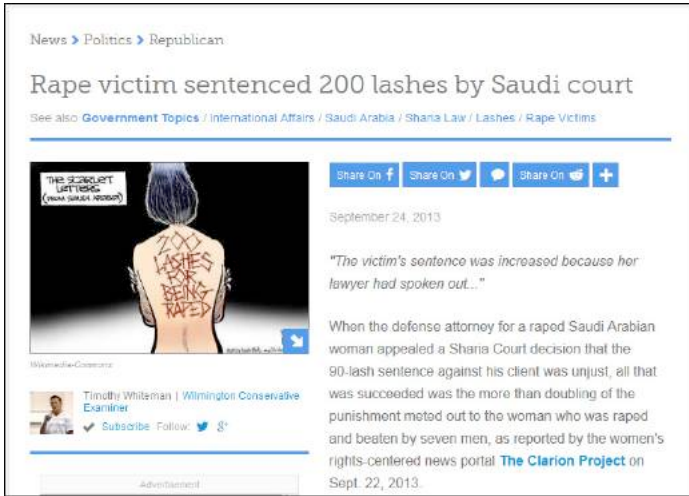 News > Politics > Republican
Rape victim sentenced 200 lashes by Saudi court
See also Government Topics / International Affairs / Saudi Arabia / Sharia Law / Lashes / Rape Victims
THE SCARLET
LETTERS
(FROM SAUDI ARABIA)
200
LASHES
FOR
BEING
RAPED
Wikimedia-Commons
Timothy Whiteman | Wilmington Conservative
Examiner
Subscribe Follow:
Advertisement
Share On Share On Share On
September 24, 2013
"The victim's sentence was increased because her
lawyer had spoken out..."
When the defense attorney for a raped Saudi Arabian
woman appealed a Sharia Court decision that the
90-lash sentence against his client was unjust, all that
was succeeded was the more than doubling of the
punishment meted out to the woman who was raped
and beaten by seven men, as reported by the women's
rights-centered news portal The Clarion Project on
Sept. 22, 2013.